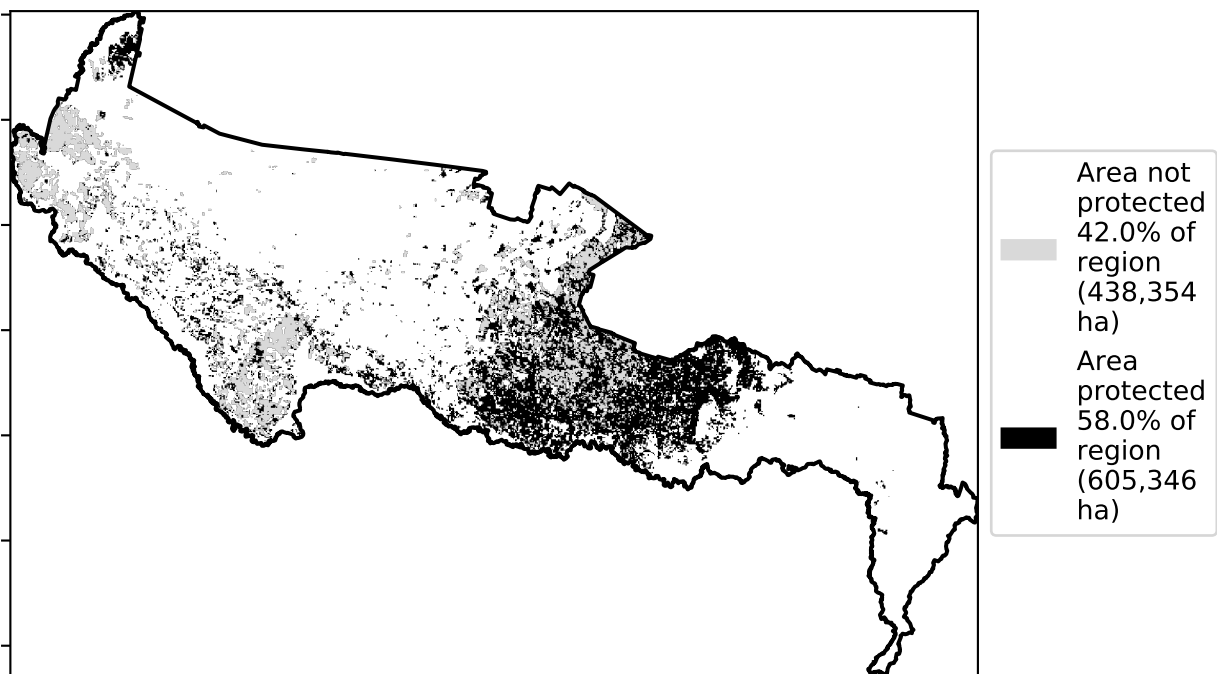 Area not
protected
42.0% of
region
(438,354
ha)
Area
protected
58.0% of
region
(605,346
ha)